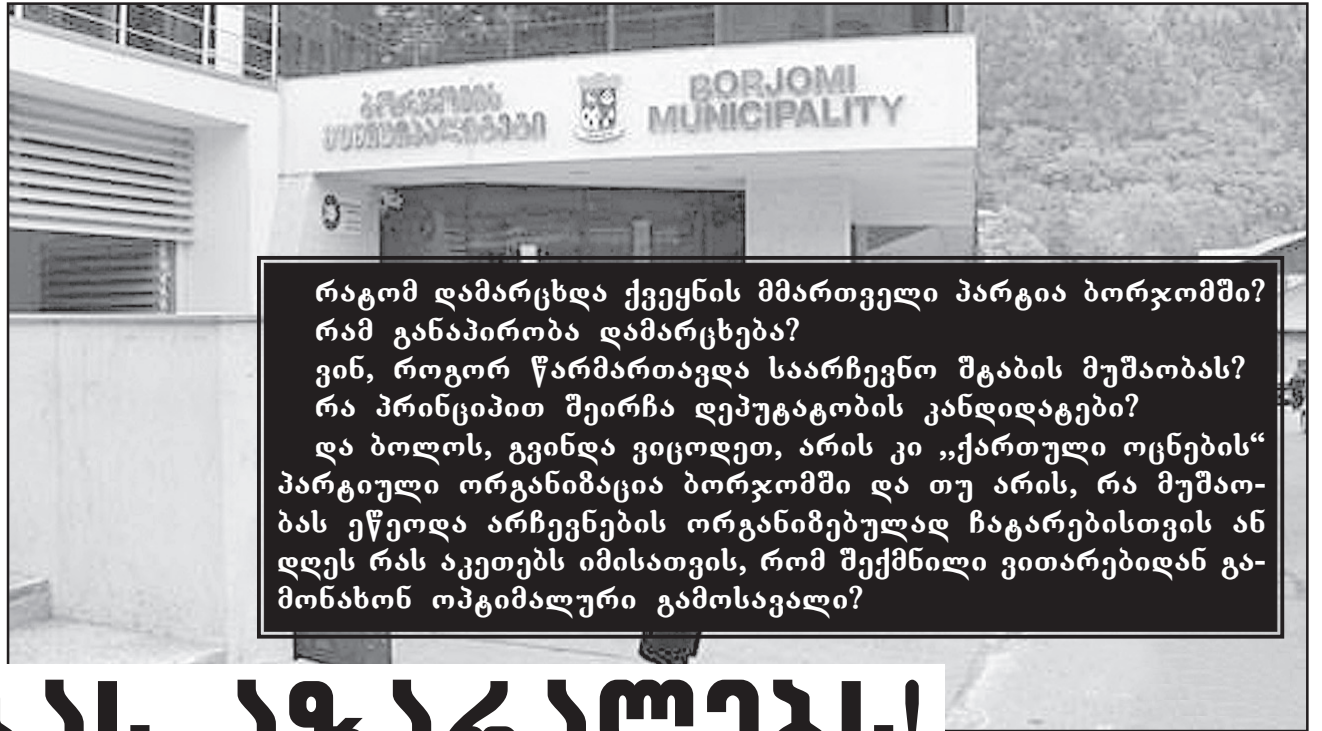 ბორჯომის
მუნიციპალიტეტი
BORJOMI
MUNICIPALITY
რატომ დამარცხდა ქვეყნის მმართველი პარტია ბორჯომში?
რამ განაპირობა დამარცხება?
ვინ, როგორ წარმართავდა საარჩევნო შტაბის მუშაობას?
რა პრინციპით შეირჩა დეპუტატობის კანდიდატები?
და ბოლოს, გვინდა ვიცოდეთ, არის კი „ქართული ოცნების“
პარტიული ორგანიზაცია ბორჯომში და თუ არის, რა მუშაო-
ბას ეწეოდა არჩევნების ორგანიზებულად ჩატარებისთვის ან
დღეს რას აკეთებს იმისათვის, რომ შექმნილი ვითარებიდან გა-
მონახონ ოპტიმალური გამოსავალი?